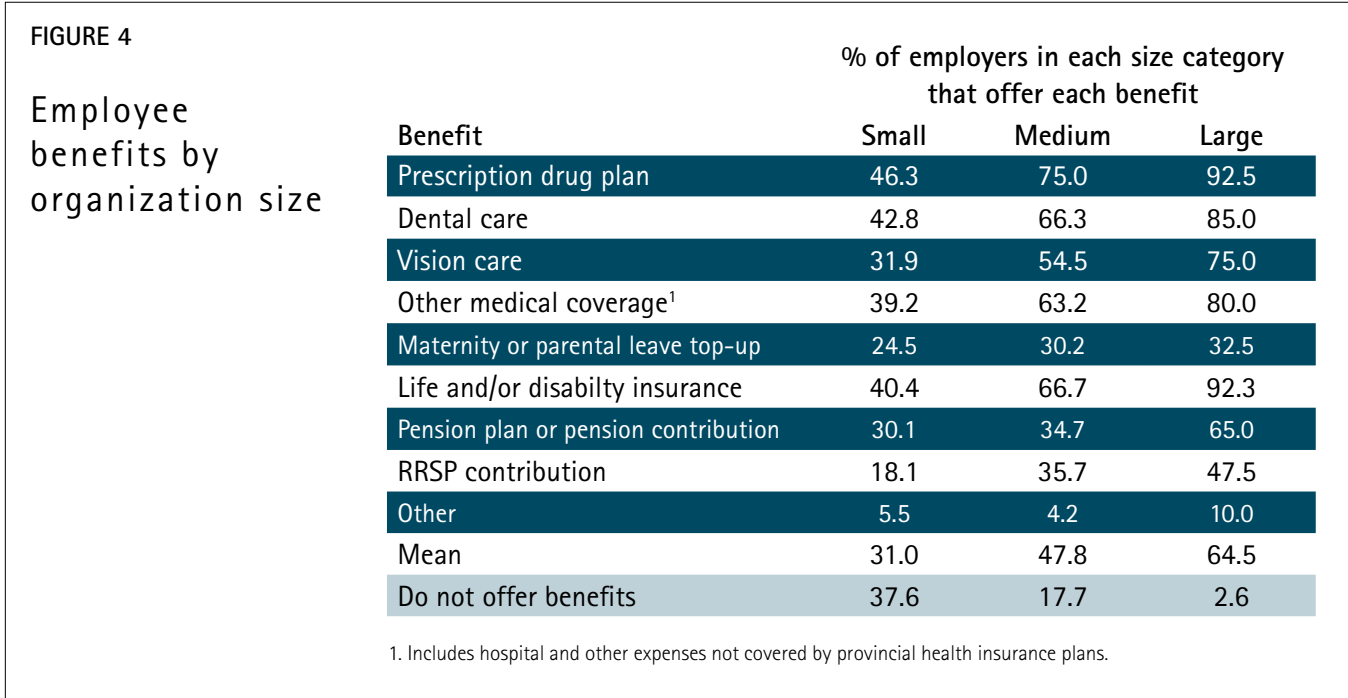 FIGURE 4
Employee
benefits by
organization size
% of employers in each size category
that offer each benefit
Benefit Small Medium Large
Prescription drug plan 46.3 75.0 92.5
Dental care 42.8 66.3 85.0
Vision care 31.9 54.5 75.0
Other medical coverage1 39.2 63.2 80.0
Maternity or parental leave top-up 24.5 30.2 32.5
Life and/or disabilty insurance 40.4 66.7 92.3
Pension plan or pension contribution 30.1 34.7 65.0
RRSP contribution 18.1 35.7 47.5
Other 5.5 4.2 10.0
Mean 31.0 47.8 64.5
Do not offer benefits 37.6 17.7 2.6
1. Includes hospital and other expenses not covered by provincial health insurance plans.